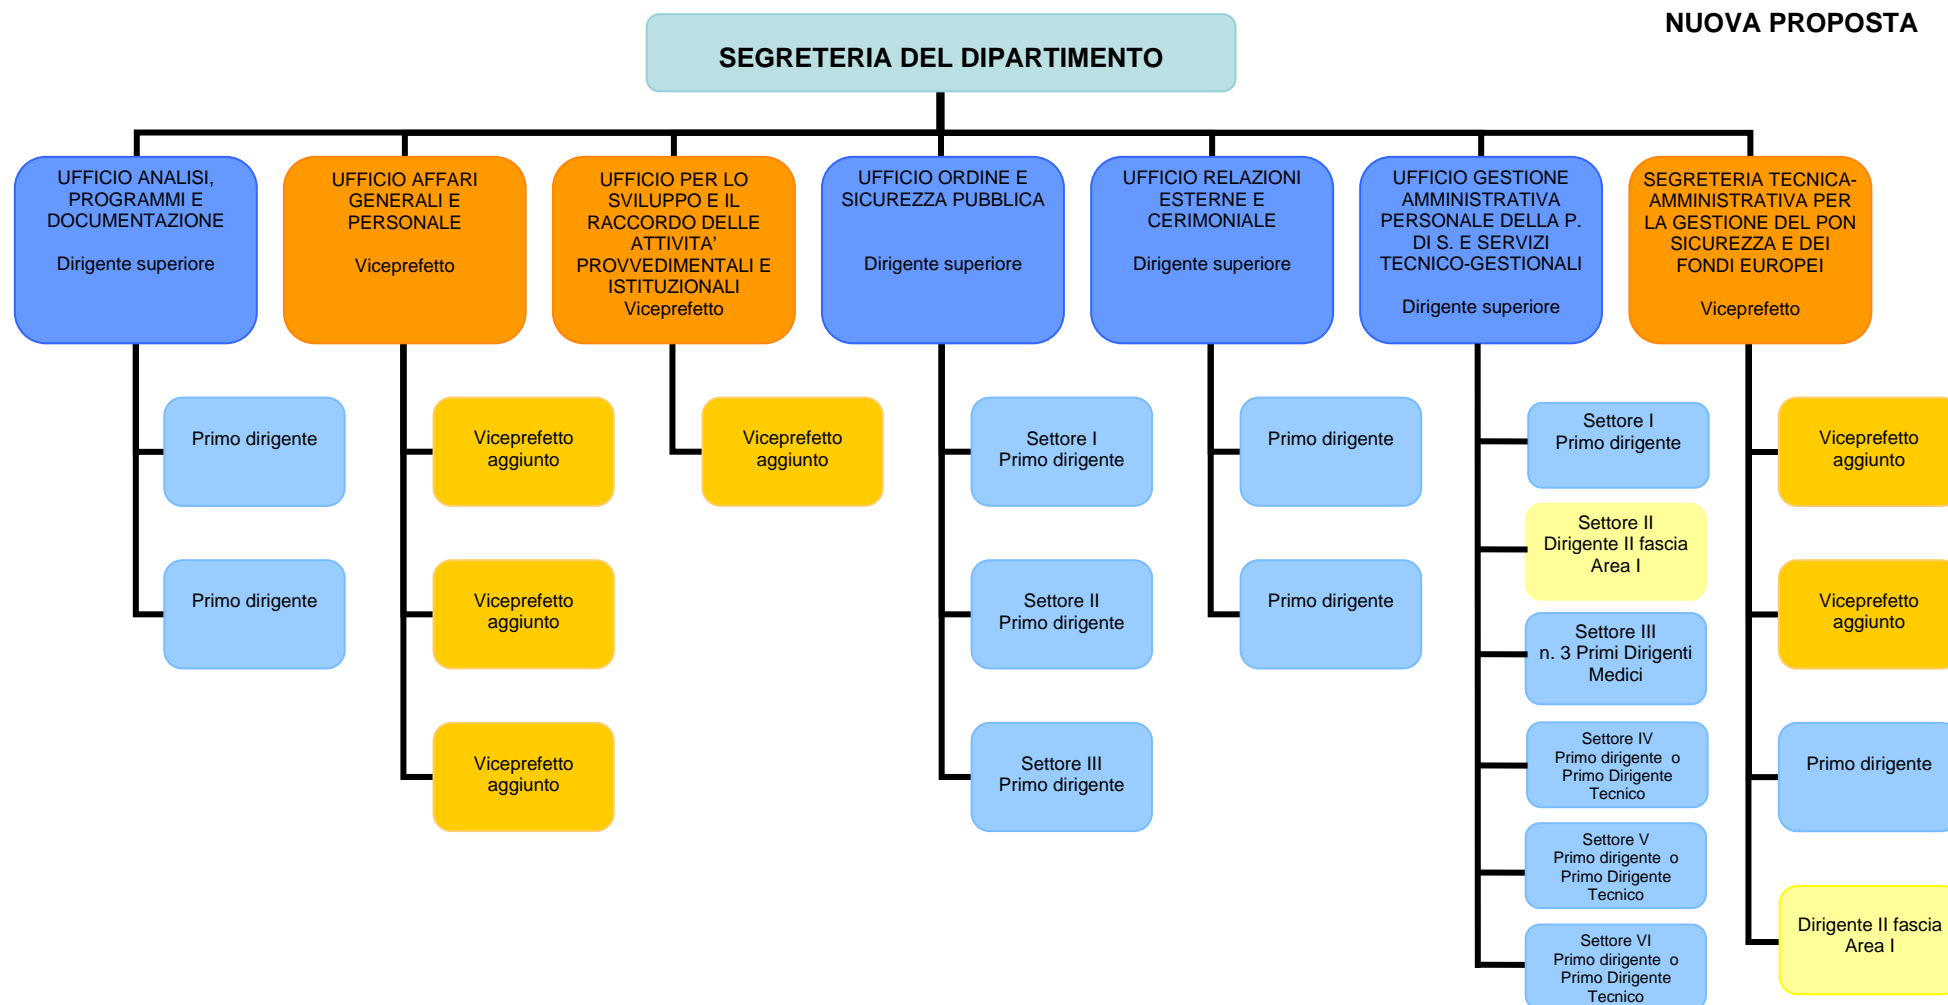 NUOVA PROPOSTA
SEGRETERIA DEL DIPARTIMENTO
UFFICIO ANALISI,
PROGRAMMI E
DOCUMENTAZIONE
Dirigente superiore
UFFICIO AFFARI
GENERALI E
PERSONALE
Viceprefetto
UFFICIO PER LO
SVILUPPO E IL
RACCORDO DELLE
ATTIVITA’
PROVVEDIMENTALI E
ISTITUZIONALI
Viceprefetto
UFFICIO ORDINE E
SICUREZZA PUBBLICA
Dirigente superiore
UFFICIO RELAZIONI
ESTERNE E
CERIMONIALE
Dirigente superiore
UFFICIO GESTIONE
AMMINISTRATIVA
PERSONALE DELLA P.
DI S. E SERVIZI
TECNICO-GESTIONALI
Dirigente superiore
SEGRETERIA TECNICA-
AMMINISTRATIVA PER
LA GESTIONE DEL PON
SICUREZZA E DEI
FONDI EUROPEI
Viceprefetto
Primo dirigente
Primo dirigente
Viceprefetto
aggiunto
Viceprefetto
aggiunto
Viceprefetto
aggiunto
Viceprefetto
aggiunto
Settore I
Primo dirigente
Settore II
Primo dirigente
Settore III
Primo dirigente
Primo dirigente
Primo dirigente
Settore I
Primo dirigente
Settore II
Dirigente II fascia
Area I
Settore III
n. 3 Primi Dirigenti
Medici
Settore IV
Primo dirigente o
Primo Dirigente
Tecnico
Settore V
Primo dirigente o
Primo Dirigente
Tecnico
Settore VI
Primo dirigente o
Primo Dirigente
Tecnico
Viceprefetto
aggiunto
Viceprefetto
aggiunto
Primo dirigente
Dirigente II fascia
Area I